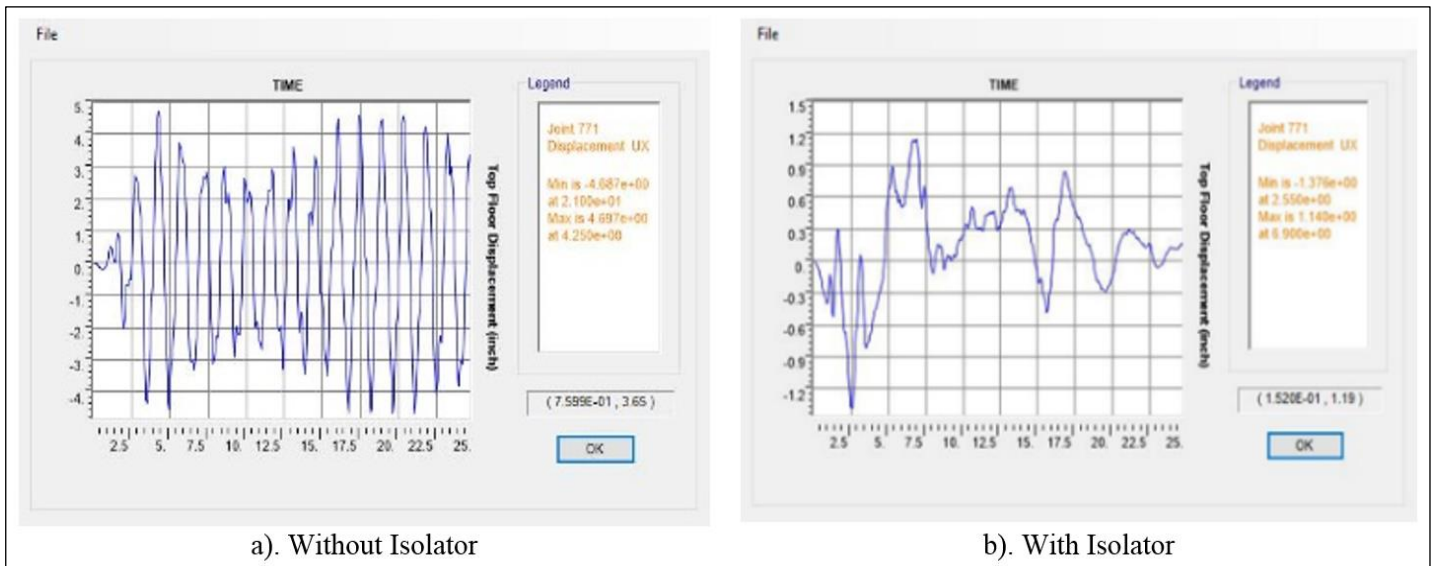 File
TIME
5.
4.
3.
2.
1.
0.
-1.
-2.
-3.
-4.
2.5 5. 7.5 10. 12.5 15. 17.5 20. 22.5 25.
Top Floor Displacement (inch)
Legend
Joint 771
Displacement UX
Min is -4.687e+00
at 2.100e+01
Max is 4.697e+00
at 4.250e+00
( 7.599E-01 , 3.65 )
OK
a). Without Isolator
File
TIME
1.5
1.2
0.9
0.6
0.3
0.
-0.3
-0.6
-0.9
-1.2
2.5 5. 7.5 10. 12.5 15. 17.5 20. 22.5 25.
Top Floor Displacement (inch)
Legend
Joint 771
Displacement UX
Min is -1.376e+00
at 2.550e+00
Max is 1.140e+00
at 6.900e+00
( 1.520E-01 , 1.19 )
OK
b). With Isolator